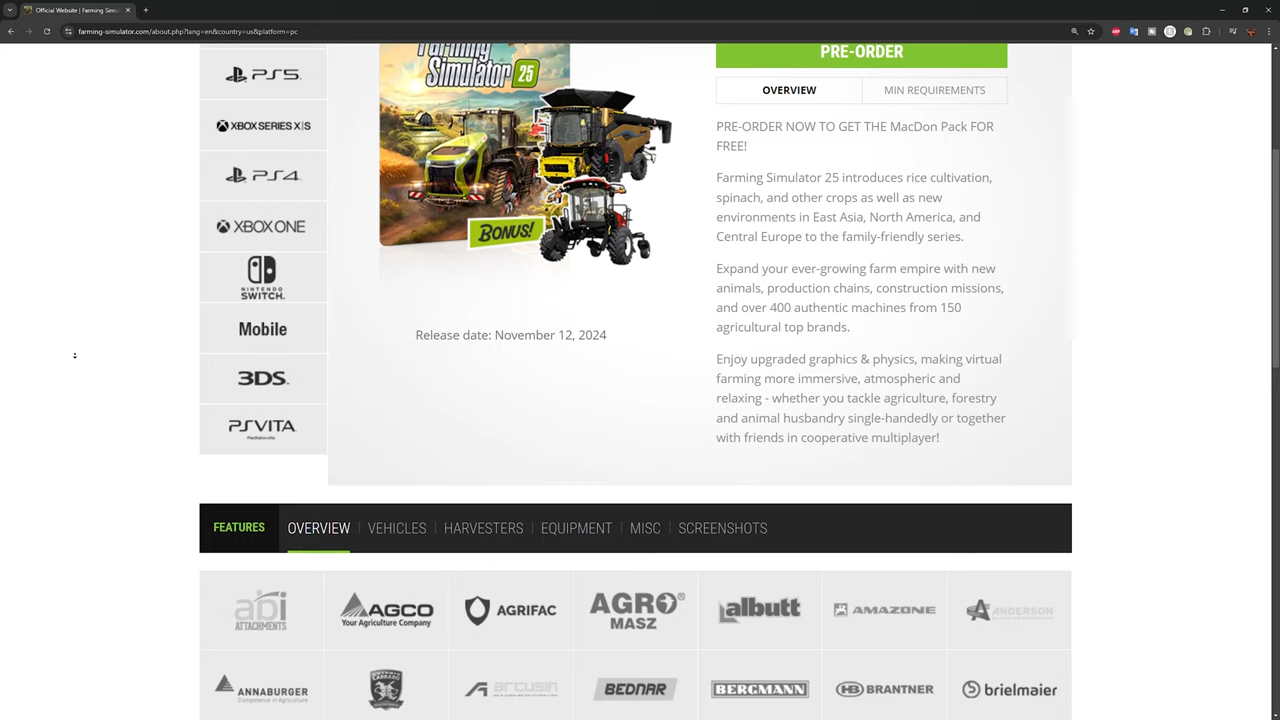 Official Website | Farming Simul
farming-simulator.com/about.php?lang=en&country=us&platform=pc
PS5
XBOX SERIES X|S
PS4
XBOX ONE
NINTENDO
SWITCH
Mobile
3DS
PSVITA
PlayStation.Vita
Farming
Simulator 25
BONUS!
Release date: November 12, 2024
PRE-ORDER
OVERVIEW
MIN REQUIREMENTS
PRE-ORDER NOW TO GET THE MacDon Pack FOR
FREE!
Farming Simulator 25 introduces rice cultivation,
spinach, and other crops as well as new
environments in East Asia, North America, and
Central Europe to the family-friendly series.
Expand your ever-growing farm empire with new
animals, production chains, construction missions,
and over 400 authentic machines from 150
agricultural top brands.
Enjoy upgraded graphics & physics, making virtual
farming more immersive, atmospheric and
relaxing - whether you tackle agriculture, forestry
and animal husbandry single-handedly or together
with friends in cooperative multiplayer!
FEATURES OVERVIEW VEHICLES HARVESTERS EQUIPMENT MISC SCREENSHOTS
abi
ATTACHMENTS
AGCO
Your Agriculture Company
AGRIFAC
AGRO
MASZ®
albutt
AMAZONE
ANDERSON
ANNABURGER
Competence in Agriculture
ARCUSIN
BEDNAR
BERGMANN
HB BRANTNER
brielmaier